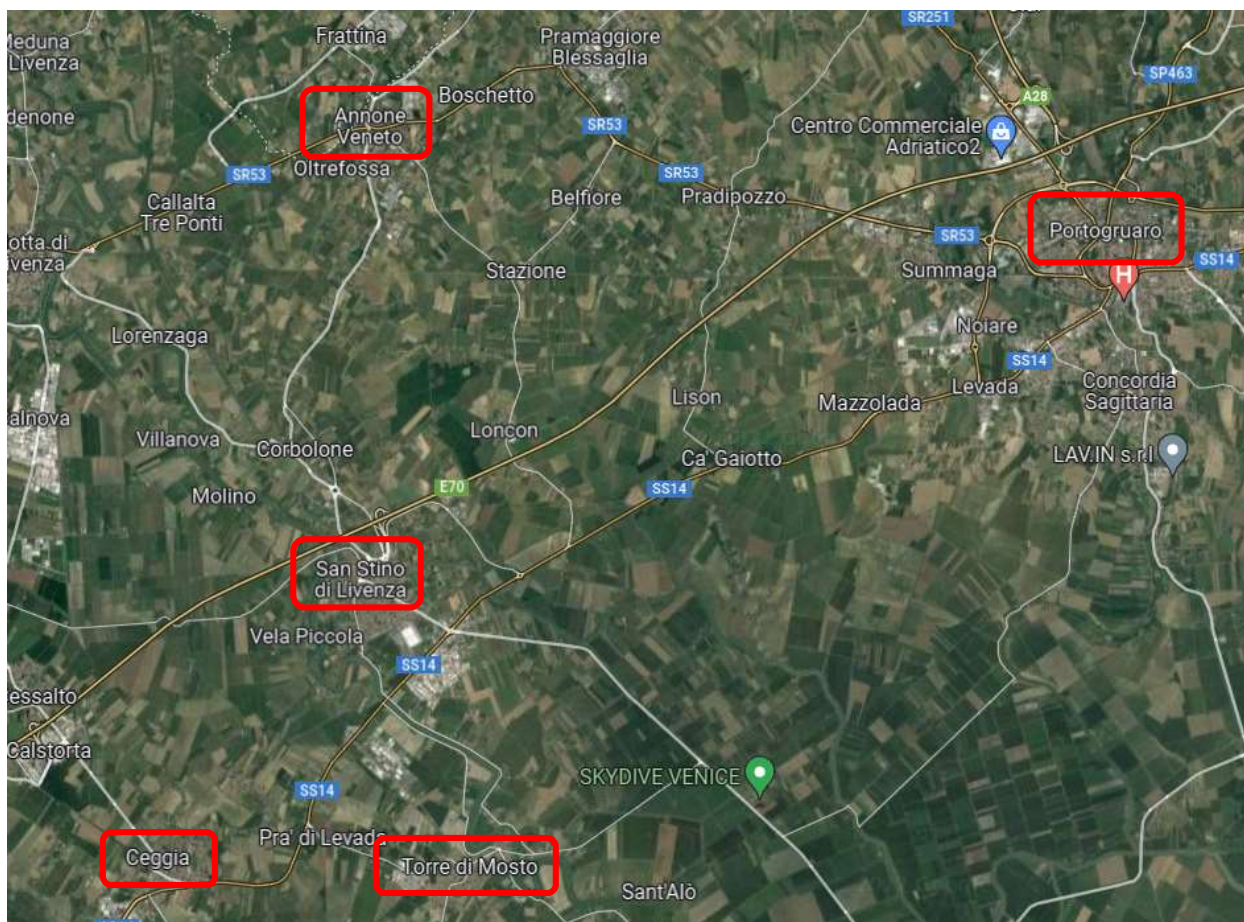 SR251
Frattina
Pramaggiore
Blessaglia
Meduna
Livenza
SP463
A28
Boschetto
Annone
Veneto
denone
SR53
Centro Commerciale
Adriatico2
Oltrefossa
SR53
SR53
Callalta
Tre Ponti
Belfiore
Pradipozzo
Portogruaro
SR53
otta di
ivenza
SS14
Stazione
Summaga
H
Lorenzaga
Noiare
SS14
Levada
Concordia
Sagittaria
Lison
Mazzolada
alnova
Villanova
Loncon
Corbolone
Ca' Gaiotto
LAV.IN s.r.l
Molino
E70
SS14
San Stino
di Livenza
Vela Piccola
SS14
essalto
Calstorta
SKYDIVE VENICE
SS14
Pra' di Levada
Ceggia
Torre di Mosto
Sant'Alò